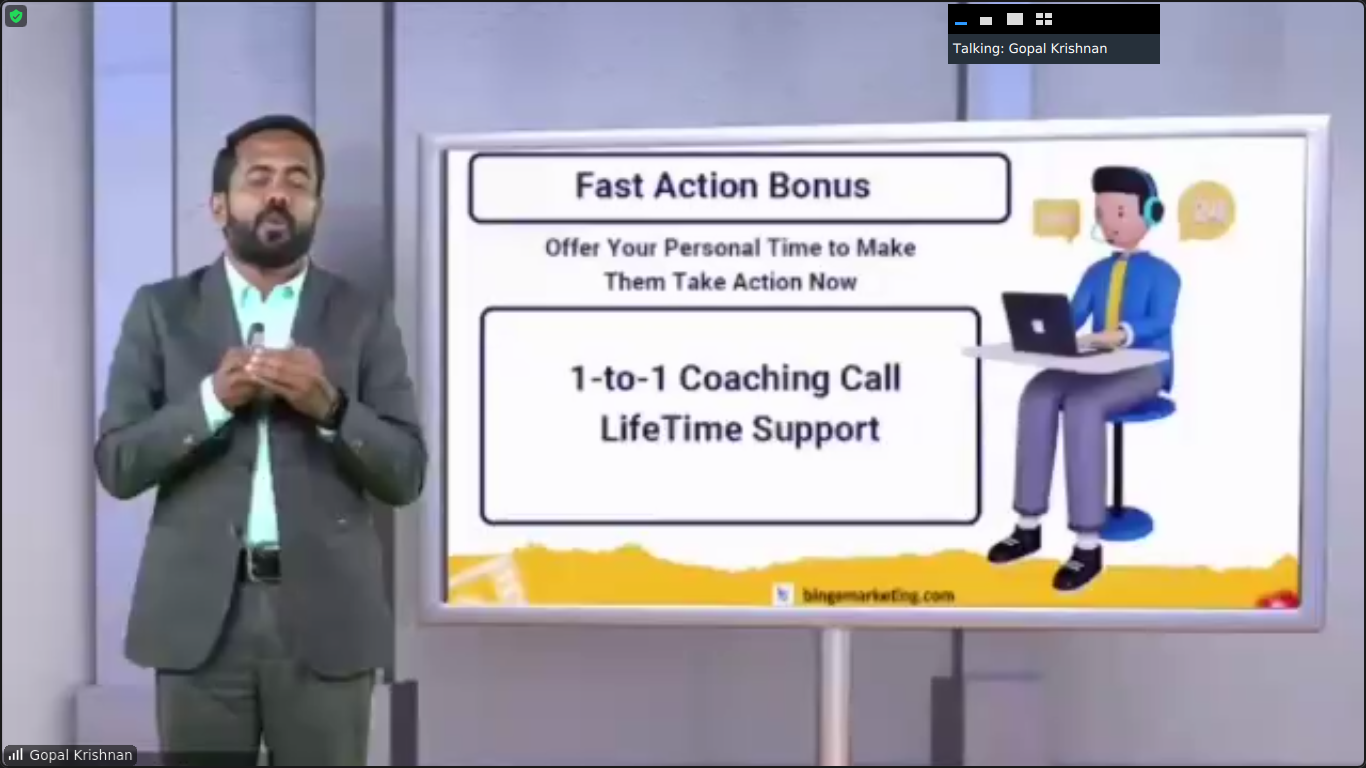 Talking: Gopal Krishnan
Fast Action Bonus
Offer Your Personal Time to Make
Them Take Action Now
1-to-1 Coaching Call
LifeTime Support
bingemarketing.com
Gopal Krishnan